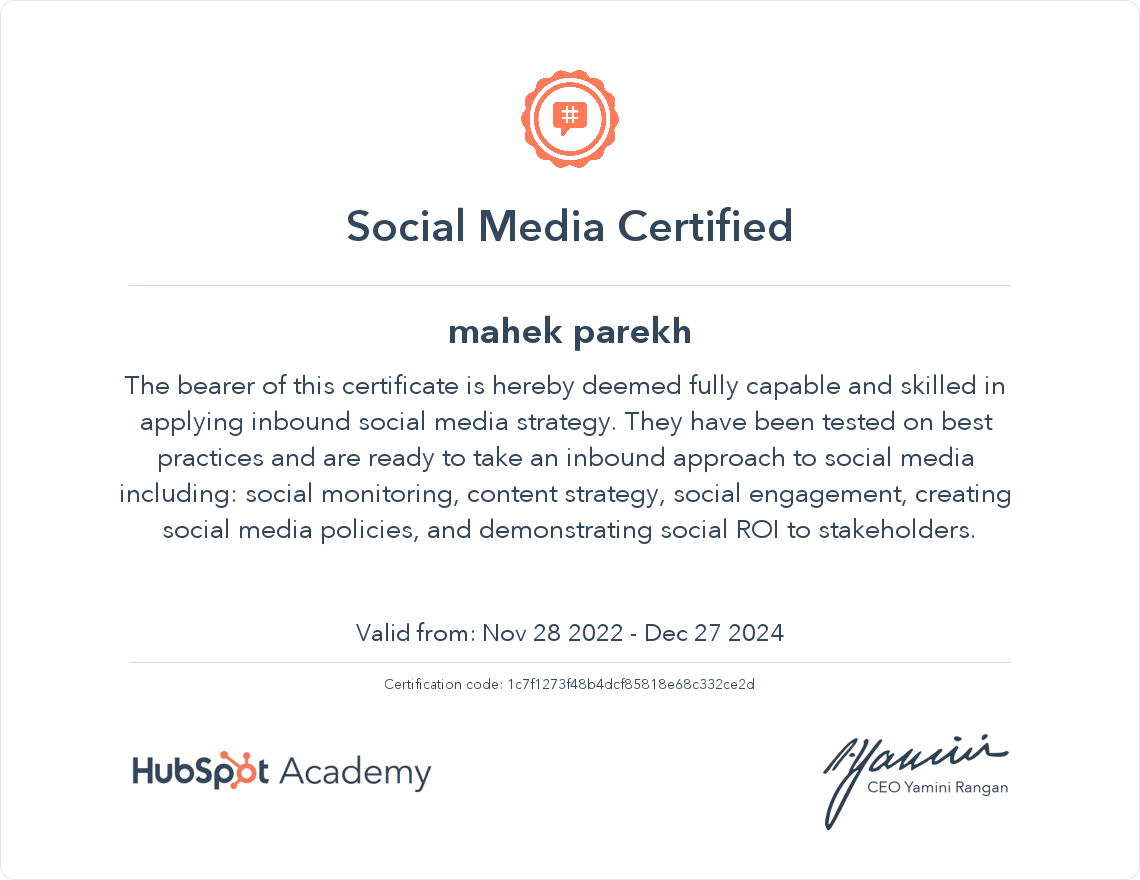 #
Social Media Certified
mahek parekh
The bearer of this certificate is hereby deemed fully capable and skilled in
applying inbound social media strategy. They have been tested on best
practices and are ready to take an inbound approach to social media
including: social monitoring, content strategy, social engagement, creating
social media policies, and demonstrating social ROI to stakeholders.
Valid from: Nov 28 2022 - Dec 27 2024
Certification code: 1c7f1273f48b4dcf85818e68c332ce2d
HubSpot Academy
CEO Yamini Rangan